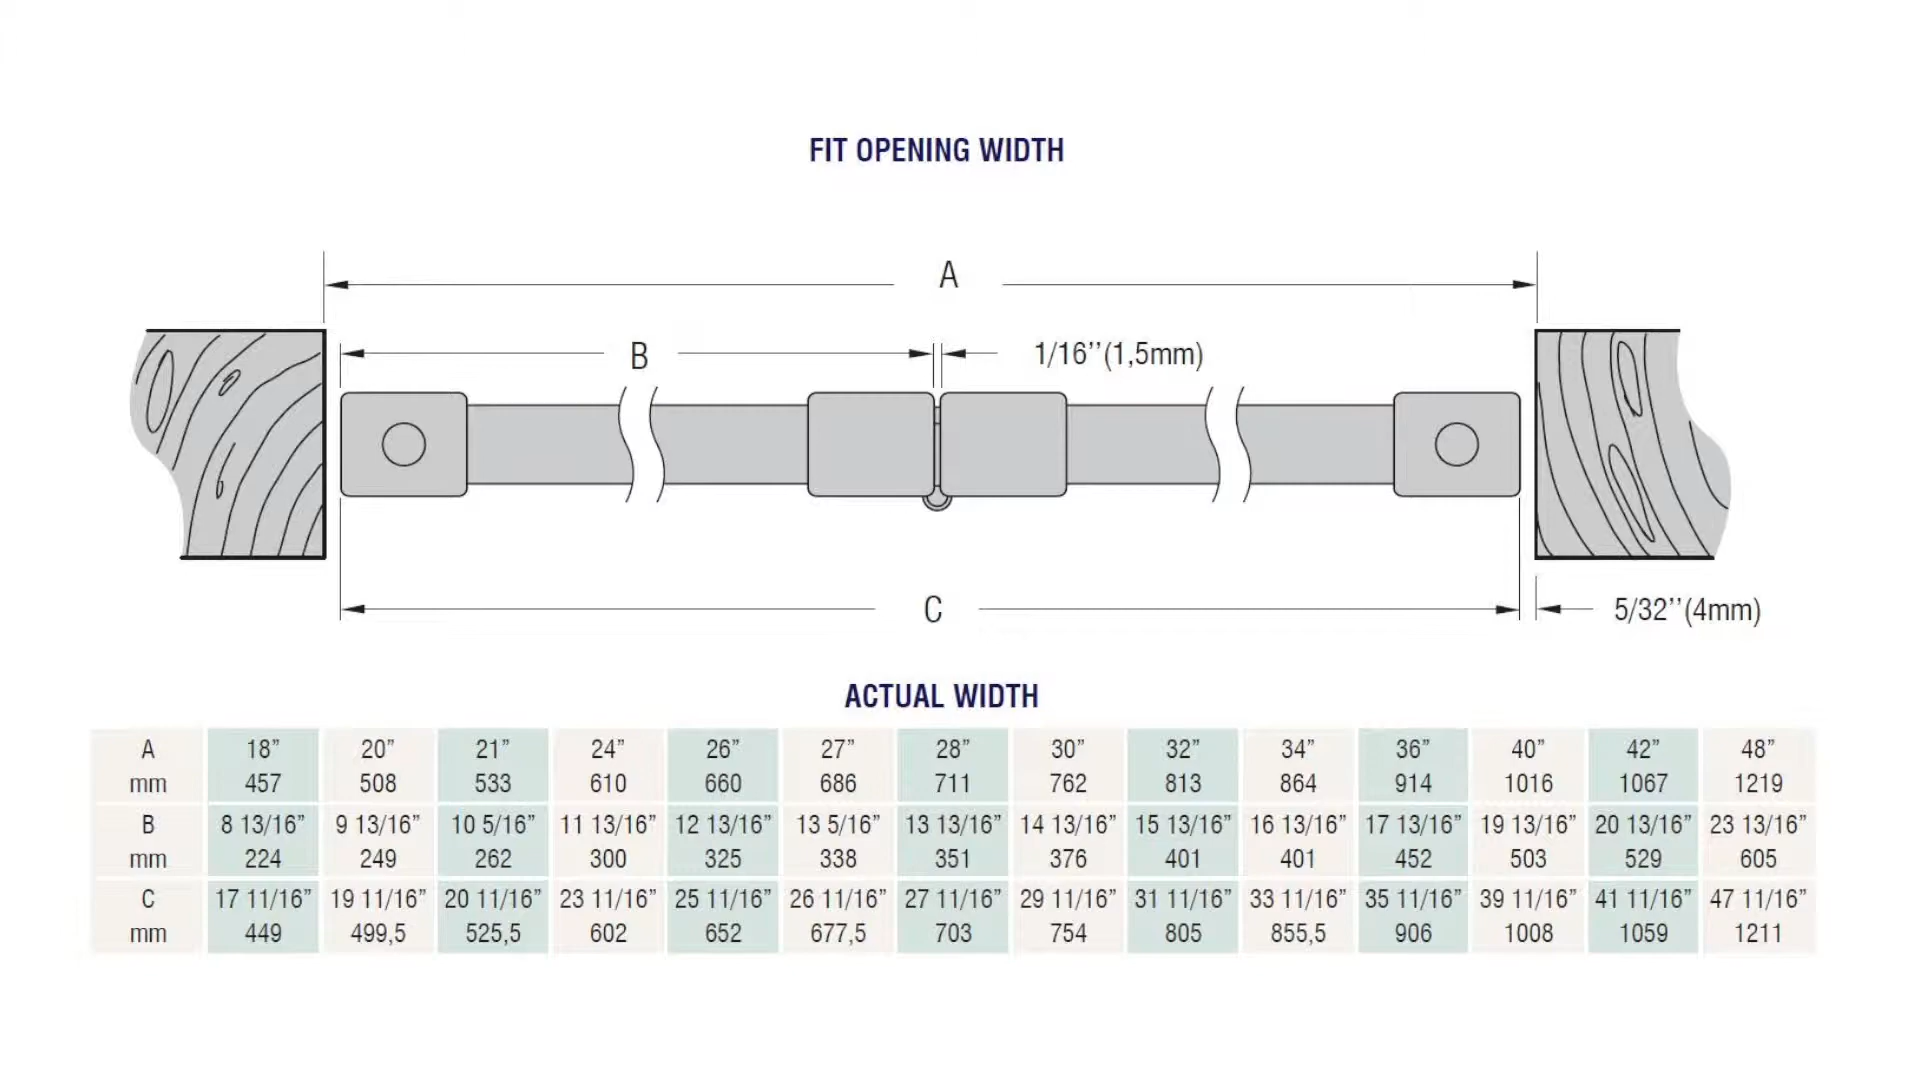 FIT OPENING WIDTH
A
B
1/16’’(1,5mm)
C
5/32’’(4mm)
ACTUAL WIDTH
A 18” 20” 21” 24” 26” 27” 28” 30” 32” 34” 36” 40” 42” 48”
mm 457 508 533 610 660 686 711 762 813 864 914 1016 1067 1219
B 8 13/16” 9 13/16” 10 5/16” 11 13/16” 12 13/16” 13 5/16” 13 13/16” 14 13/16” 15 13/16” 16 13/16” 17 13/16” 19 13/16” 20 13/16” 23 13/16”
mm 224 249 262 300 325 338 351 376 401 401 452 503 529 605
C 17 11/16” 19 11/16” 20 11/16” 23 11/16” 25 11/16” 26 11/16” 27 11/16” 29 11/16” 31 11/16” 33 11/16” 35 11/16” 39 11/16” 41 11/16” 47 11/16”
mm 449 499,5 525,5 602 652 677,5 703 754 805 855,5 906 1008 1059 1211